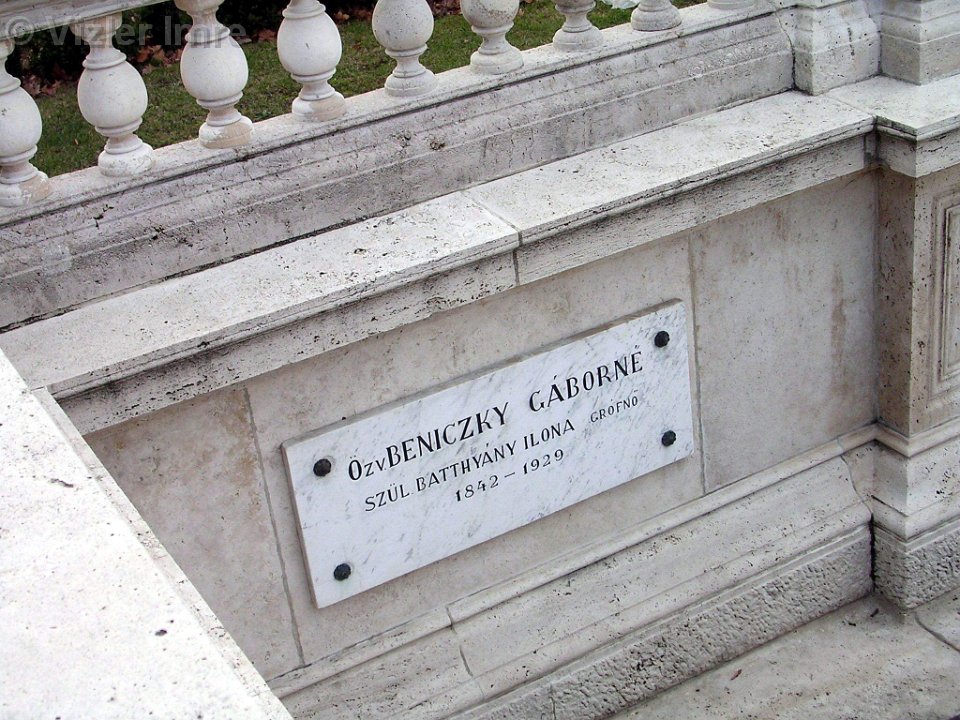 © Vizler Imre
ÖZV BENICZKY GÁBORNÉ
SZÜL. BATTHYÁNY ILONA GRÓFNŐ
1842-1929